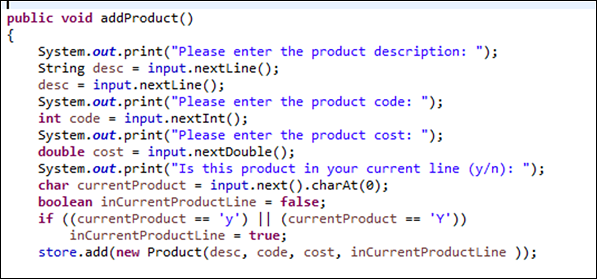 public void addProduct()
{
    System.out.print("Please enter the product description: ");
    String desc = input.nextLine();
    desc = input.nextLine();
    System.out.print("Please enter the product code: ");
    int code = input.nextInt();
    System.out.print("Please enter the product cost: ");
    double cost = input.nextDouble();
    System.out.print("Is this product in your current line (y/n): ");
    char currentProduct = input.next().charAt(0);
    boolean inCurrentProductLine = false;
    if ((currentProduct == 'y') || (currentProduct == 'Y'))
        inCurrentProductLine = true;
    store.add(new Product(desc, code, cost, inCurrentProductLine ));